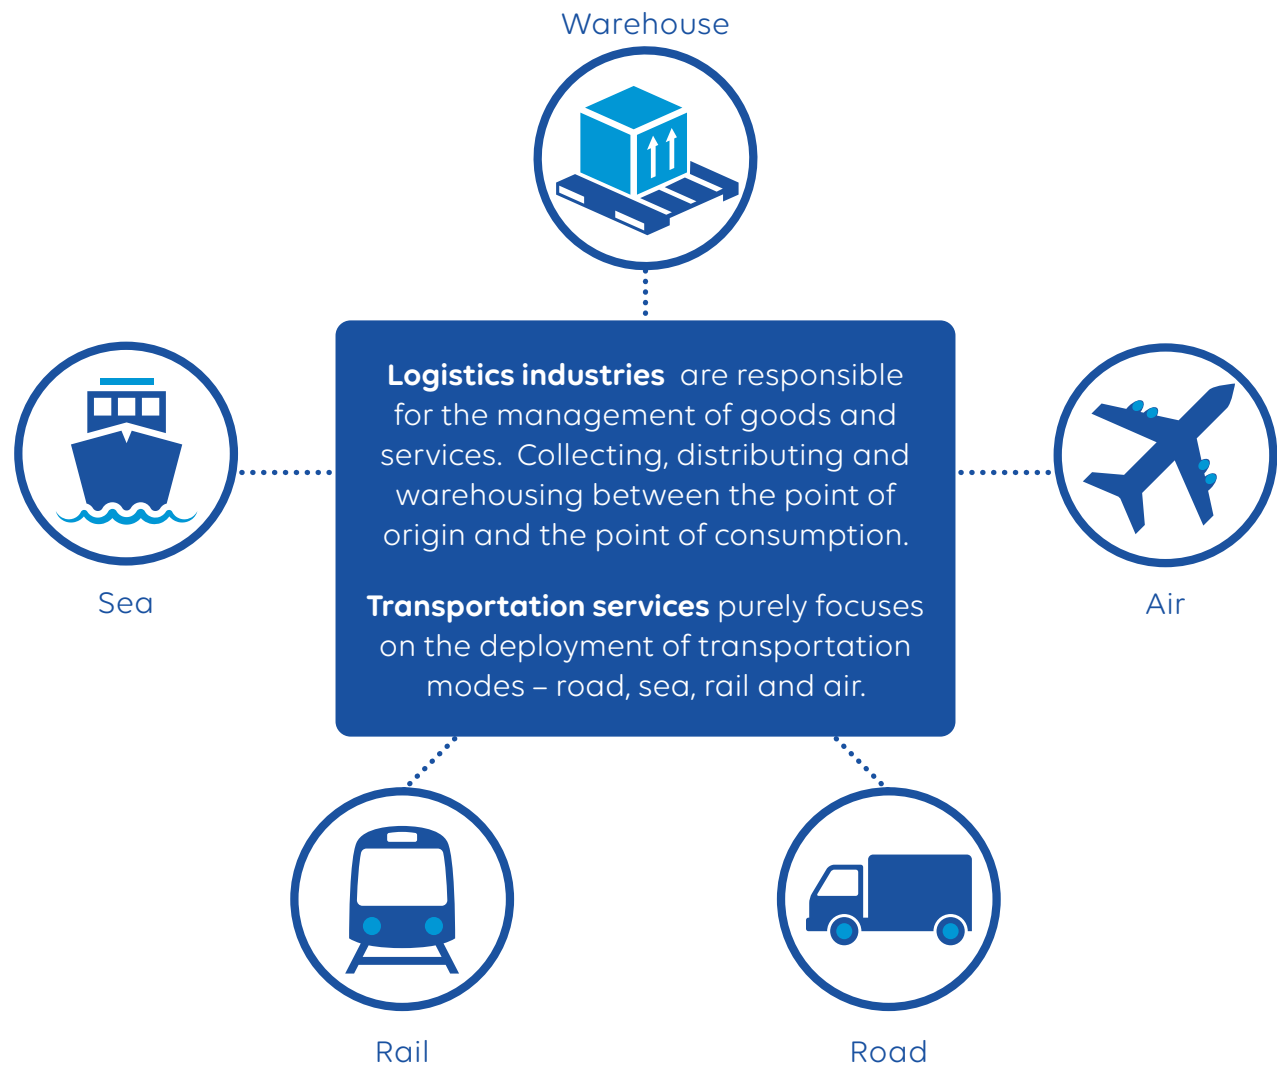 Warehouse
Logistics industries are responsible
for the management of goods and
services. Collecting, distributing and
warehousing between the point of
origin and the point of consumption.
Transportation services purely focuses
on the deployment of transportation
modes – road, sea, rail and air.
Sea
Air
Rail
Road